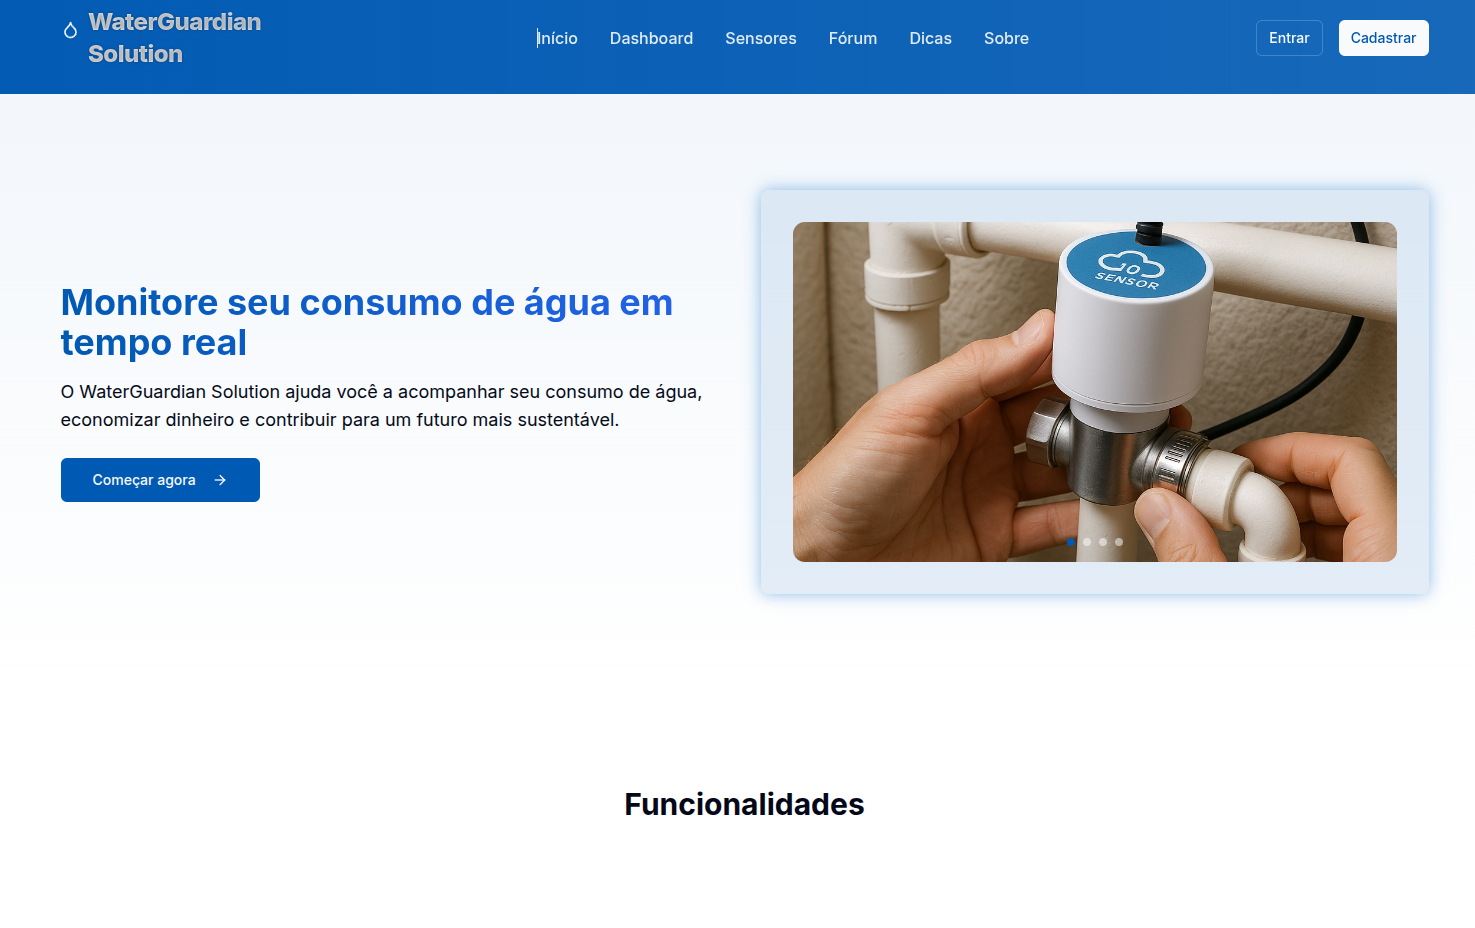 WaterGuardian
Solution
Início
Dashboard
Sensores
Fórum
Dicas
Sobre
Entrar
Cadastrar
Monitore seu consumo de água em
tempo real
O WaterGuardian Solution ajuda você a acompanhar seu consumo de água,
economizar dinheiro e contribuir para um futuro mais sustentável.
Começar agora
10
SENSOR
Funcionalidades